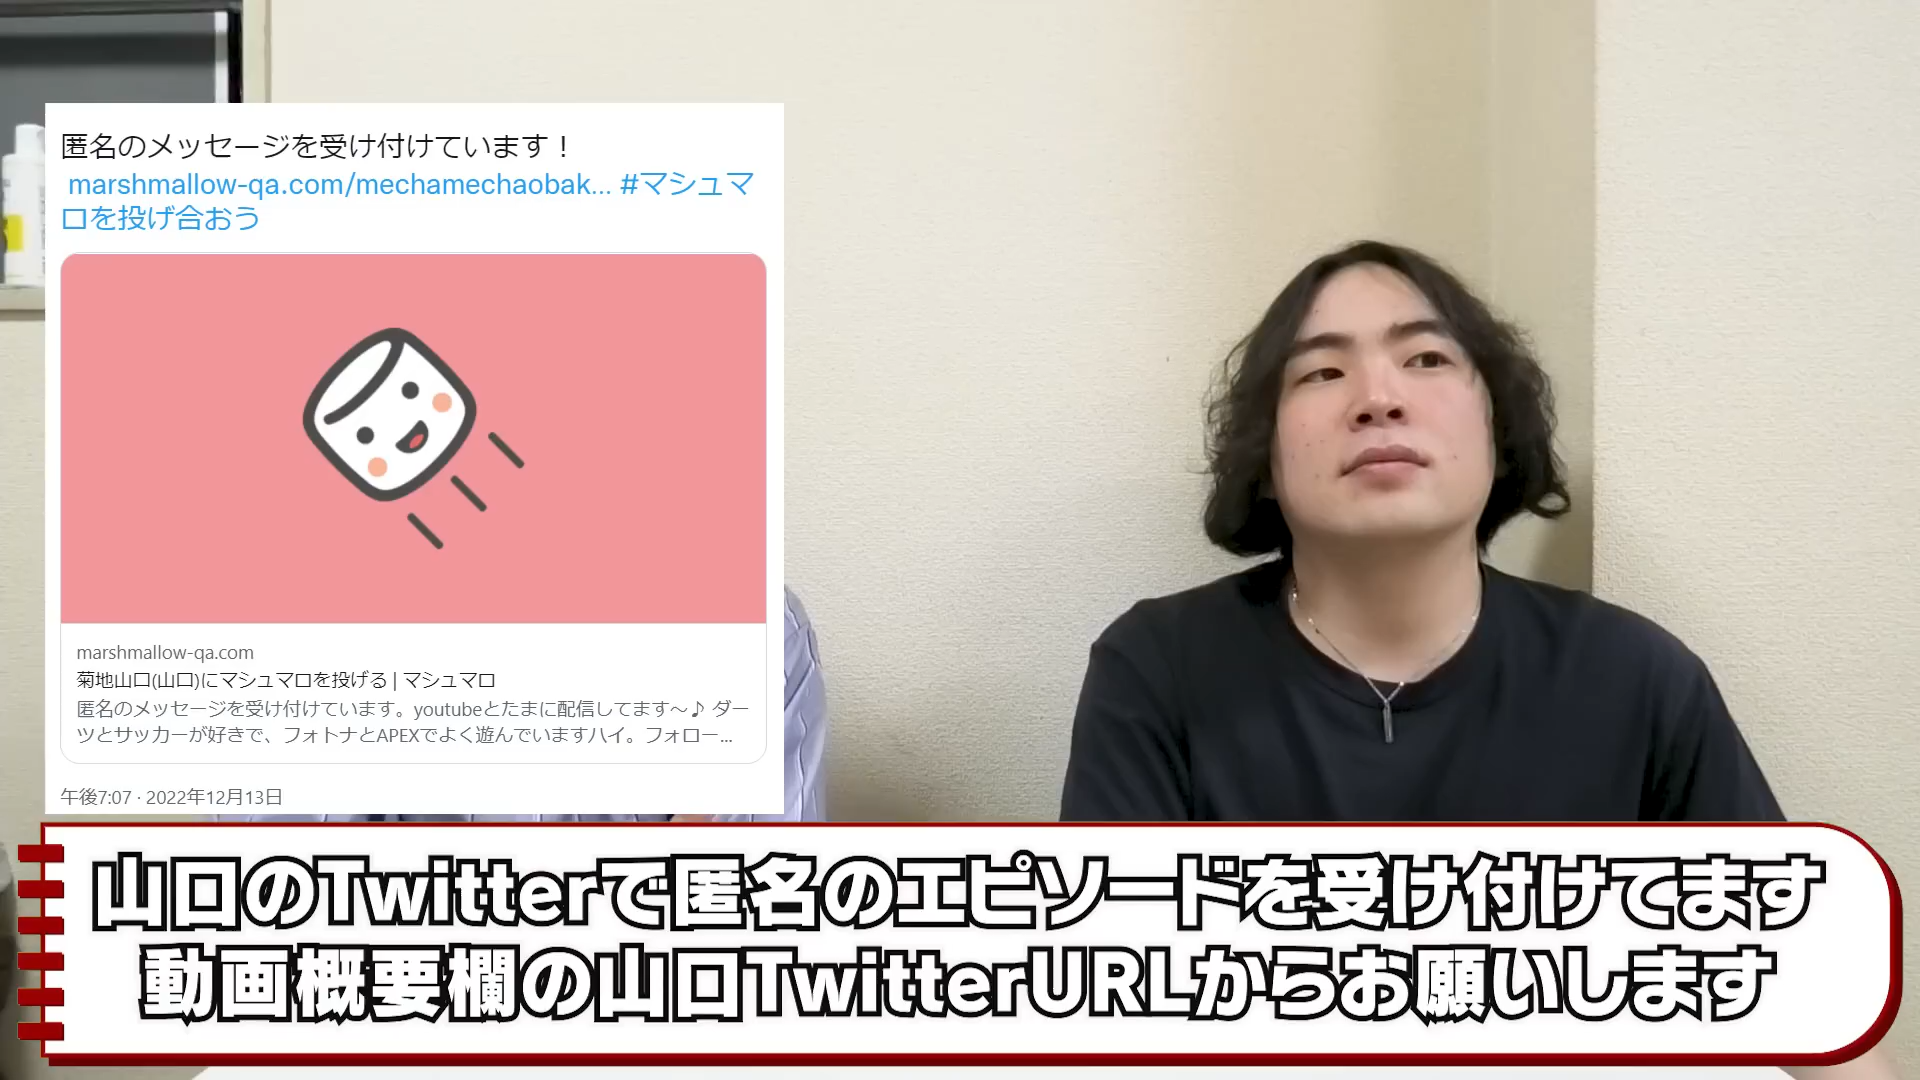 匿名のメッセージを受け付けています！
marshmallow-qa.com/mechamechaobak... #マシュマ
ロを投げ合おう
marshmallow-qa.com
菊地山口(山口)にマシュマロを投げる | マシュマロ
匿名のメッセージを受け付けています。youtubeとたまに配信してます〜♪ ダー
ツとサッカーが好きで、フォトナとAPEXでよく遊んでいますハイ。フォロー...
午後7:07 · 2022年12月13日
山口のTwitterで匿名のエピソードを受け付けてます
動画概要欄の山口TwitterURLからお願いします